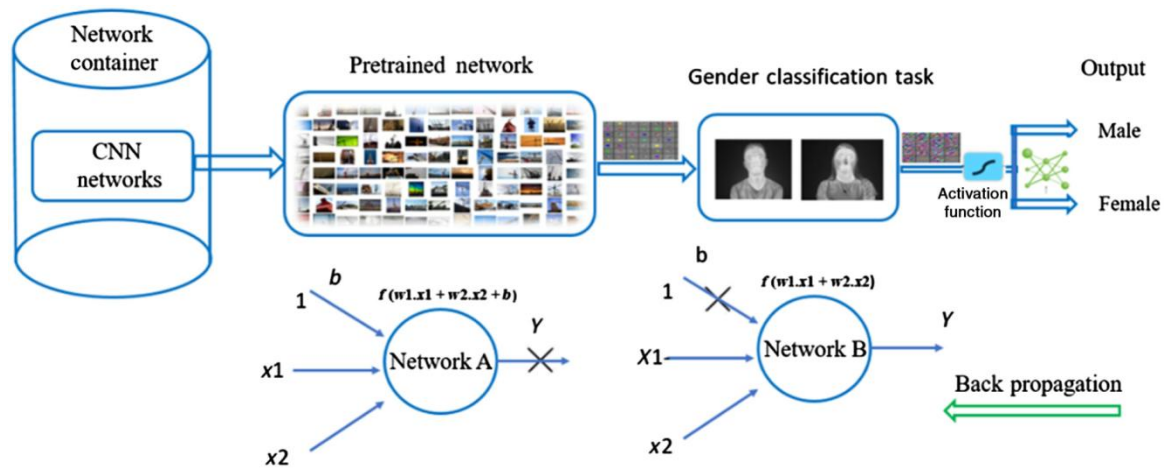 Network
container
CNN
networks
Pretrained network
Gender classification task
Output
Male
Activation
function
Female
b
1
f (w1.x1 + w2.x2 + b)
Y
x1
Network A
x2
b
1
f (w1.x1 + w2.x2)
Y
X1
Network B
x2
Back propagation